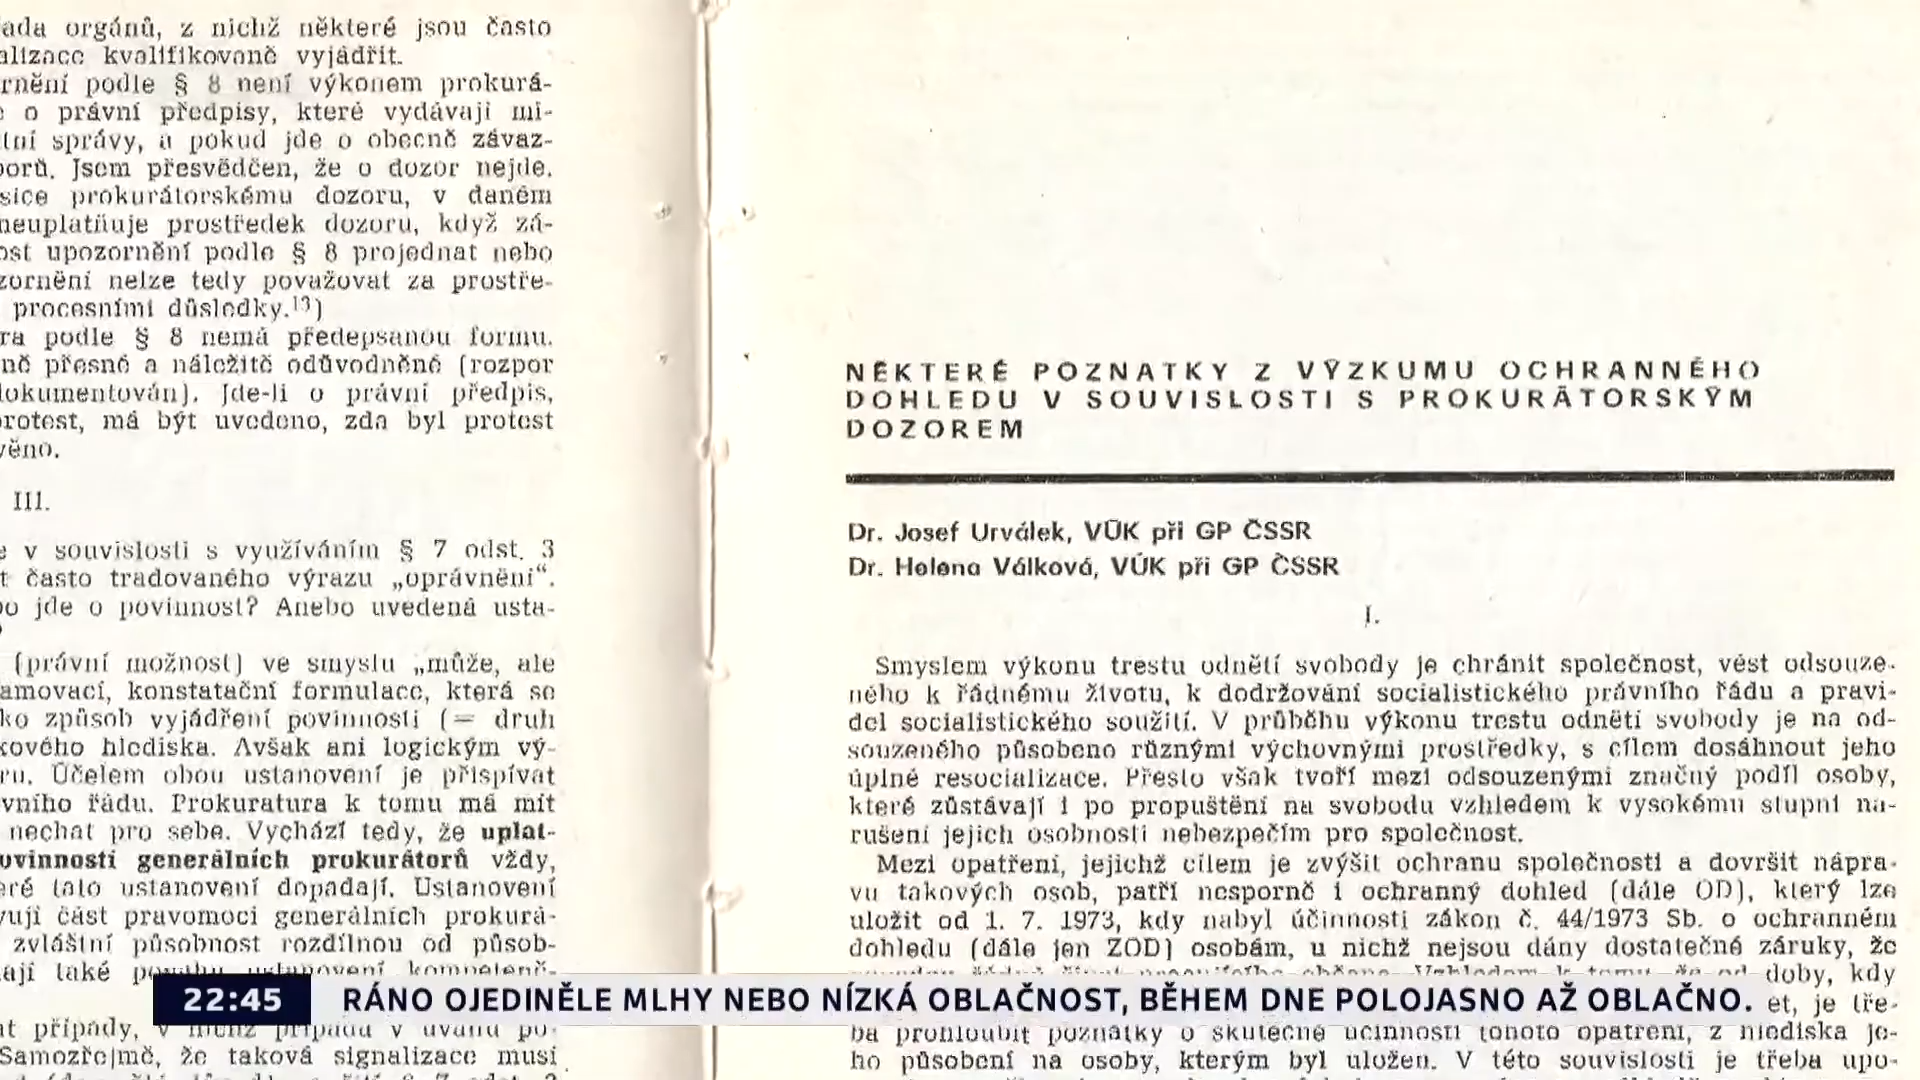 ada orgánů, z nichž některé jsou často
alizace kvalifikovaně vyjádřit.
rnění podle § 8 není výkonem prokurá-
o právní předpisy, které vydávají mi-
tní správy, a pokud jde o obecně závaz-
borů. Jsem přesvědčen, že o dozor nejde.
sice prokurátorskému dozoru, v daném
neuplatňuje prostředek dozoru, když zá-
ost upozornění podle § 8 projednat nebo
zornění nelze tedy považovat za prostře-
procesními důsledky.¹³)
ra podle § 8 nemá předepsanou formu.
ně přesné a náležitě odůvodněné (rozpor
dokumentován). Jde-li o právní předpis,
protest, má být uvedeno, zda byl protest
věno.
III.
e v souvislosti s využíváním § 7 odst. 3
t často tradovaného výrazu „oprávnění“.
bo jde o povinnost? Anebo uvedená usta-
(právní možnost) ve smyslu „může, ale
amovací, konstatační formulace, která se
ko způsob vyjádření povinnosti (= druh
kového hlediska. Avšak ani logickým vý-
ru. Účelem obou ustanovení je přispívat
vního řádu. Prokuratura k tomu má mít
nechat pro sebe. Vychází tedy, že uplat-
ovinností generálních prokurátorů vždy,
eré tato ustanovení dopadají. Ustanovení
vují část pravomoci generálních prokurá-
zvláštní působnost rozdílnou od působ-
ají také povahu ustanovení kompetenč-
at případy, v nichž případá v úvahu po-
Samozřejmě, že taková signalizace musí
NĚKTERÉ POZNATKY Z VÝZKUMU OCHRANNÉHO
DOHLEDU V SOUVISLOSTI S PROKURÁTORSKÝM
DOZOREM
Dr. Josef Urválek, VÚK při GP ČSSR
Dr. Helena Válková, VÚK při GP ČSSR
I.
Smyslem výkonu trestu odnětí svobody je chránit společnost, vést odsouze-
ného k řádnému životu, k dodržování socialistického právního řádu a pravi-
del socialistického soužití. V průběhu výkonu trestu odnětí svobody je na od-
souzeného působeno různými výchovnými prostředky, s cílem dosáhnout jeho
úplné resocializace. Přesto však tvoří mezi odsouzenými značný podíl osoby,
které zůstávají i po propuštění na svobodu vzhledem k vysokému stupni na-
rušení jejich osobnosti nebezpečím pro společnost.
Mezi opatření, jejichž cílem je zvýšit ochranu společnosti a dovršit nápra-
vu takových osob, patří nesporně i ochranný dohled (dále OD), který lze
uložit od 1. 7. 1973, kdy nabyl účinnosti zákon č. 44/1973 Sb. o ochranném
dohledu (dále jen ZOD) osobám, u nichž nejsou dány dostatečné záruky, že
doby, kdy
et, je tře-
ba prohloubit poznatky o skutečné účinnosti tohoto opatření, z hlediska je-
ho působení na osoby, kterým byl uložen. V této souvislosti je třeba upo-
22:45 RÁNO OJEDINĚLE MLHY NEBO NÍZKÁ OBLAČNOST, BĚHEM DNE POLOJASNO AŽ OBLAČNO.